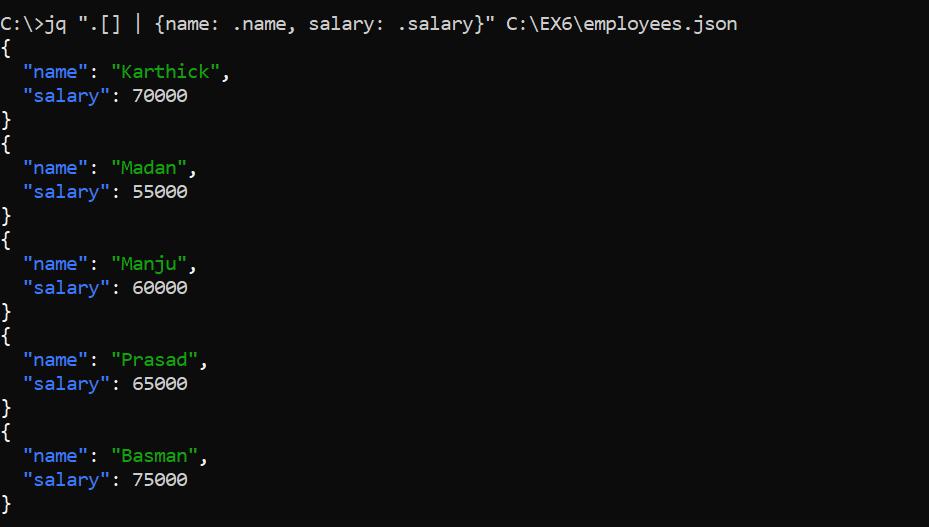 C:\>jq ".[] | {name: .name, salary: .salary}" C:\EX6\employees.json
{
  "name": "Karthick",
  "salary": 70000
}
{
  "name": "Madan",
  "salary": 55000
}
{
  "name": "Manju",
  "salary": 60000
}
{
  "name": "Prasad",
  "salary": 65000
}
{
  "name": "Basman",
  "salary": 75000
}